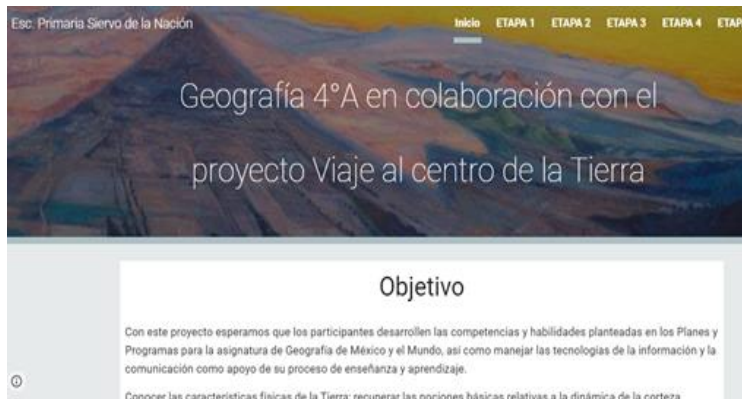 Esc. Primaria Siervo de la Nación
Inicio ETAPA 1 ETAPA 2 ETAPA 3 ETAPA 4 ETAP
Geografía 4°A en colaboración con el
proyecto Viaje al centro de la Tierra
Objetivo
Con este proyecto esperamos que los participantes desarrollen las competencias y habilidades planteadas en los Planes y
Programas para la asignatura de Geografía de México y el Mundo, así como manejar las tecnologías de la información y la
comunicación como apoyo de su proceso de enseñanza y aprendizaje.
Conocer las características físicas de la Tierra; recuperar las nociones básicas relativas a la dinámica de la corteza